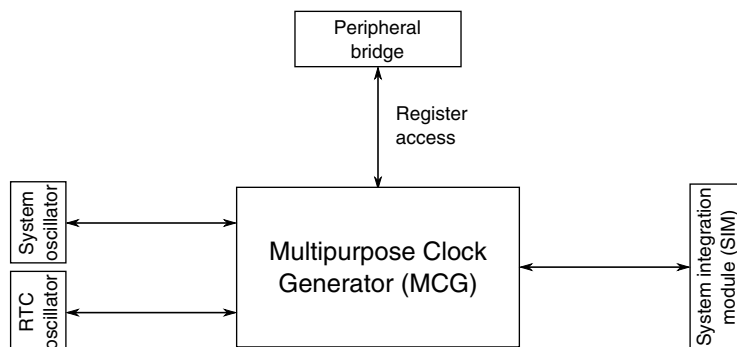 Peripheral
bridge
Register
access
System
oscillator
Multipurpose Clock
Generator (MCG)
RTC
oscillator
System integration
module (SIM)